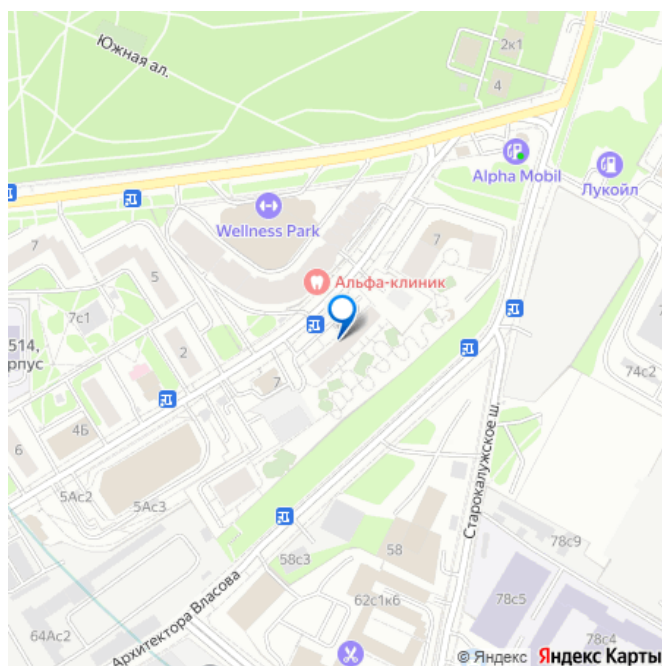 Южная ал.
2к1
4
Alpha Mobil
Лукойл
Wellness Park
7
7
5
Альфа-клиник
7с1
514,
рпус
2
7
74с2
4Б
6
5Ас2
5Ас3
Старокалужское ш.
58с3
58
78с9
62с1к6
78с5
64Ас2
Архитектора Власова
78с4
© Яндекс Яндекс Карты